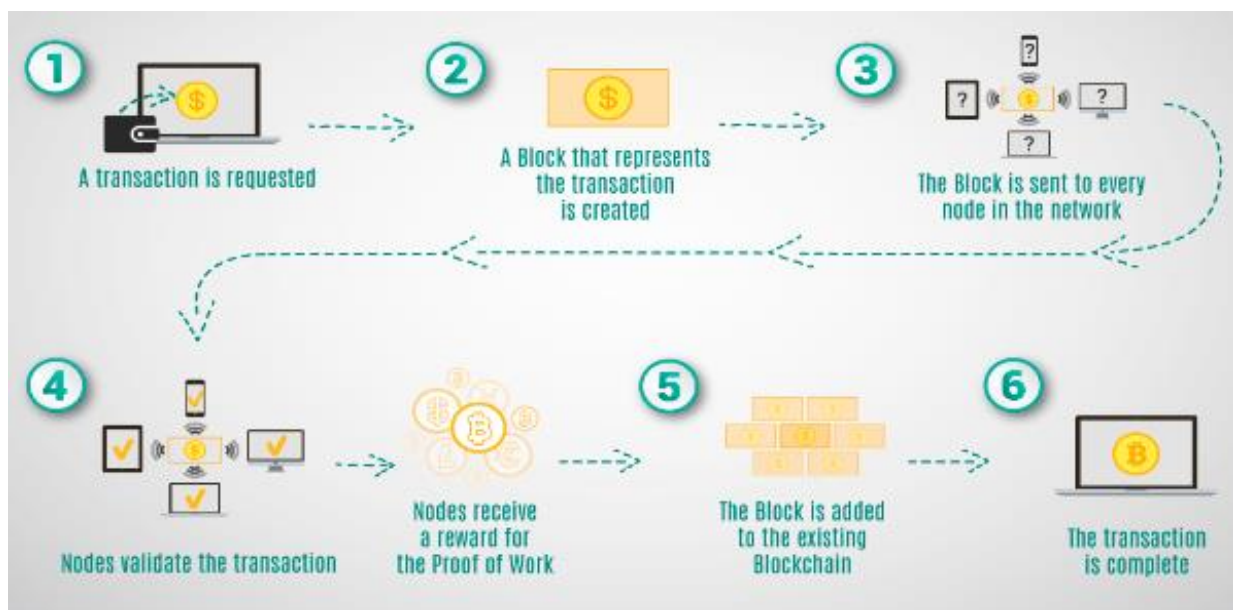 1
A transaction is requested
2
A Block that represents
the transaction
is created
3
The Block is sent to every
node in the network
4
Nodes validate the transaction
Nodes receive
a reward for
the Proof of Work
5
The Block is added
to the existing
Blockchain
6
The transaction
is complete